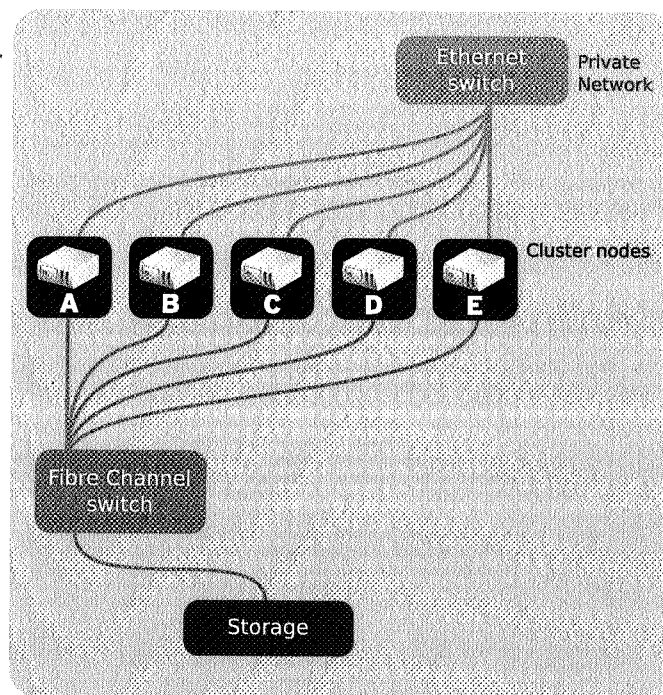 Ethernet
switch
Private
Network
Cluster nodes
A
B
C
D
E
Fibre Channel
switch
Storage